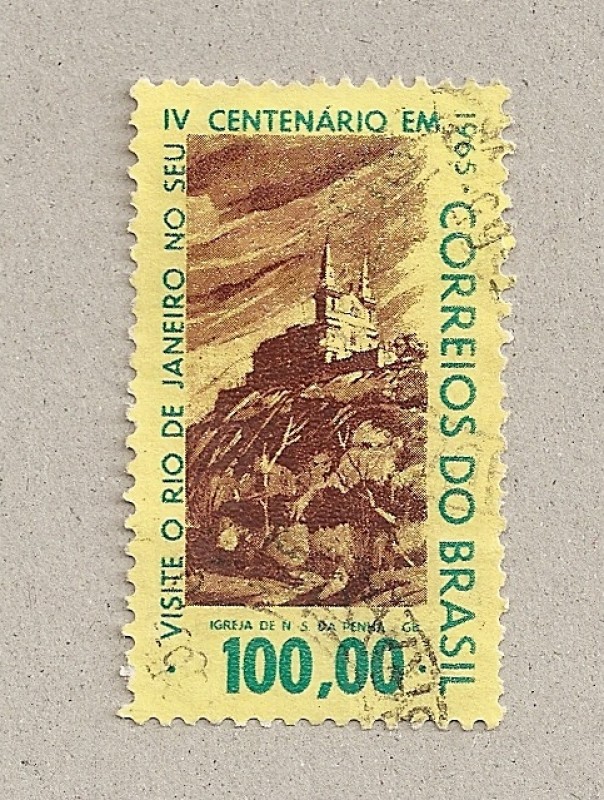 VISITE O RIO DE JANEIRO NO SEU
IV CENTENÁRIO EM
1965 · CORREIOS DO BRASIL
IGREJA DE N S DA PENHA GB
100,00